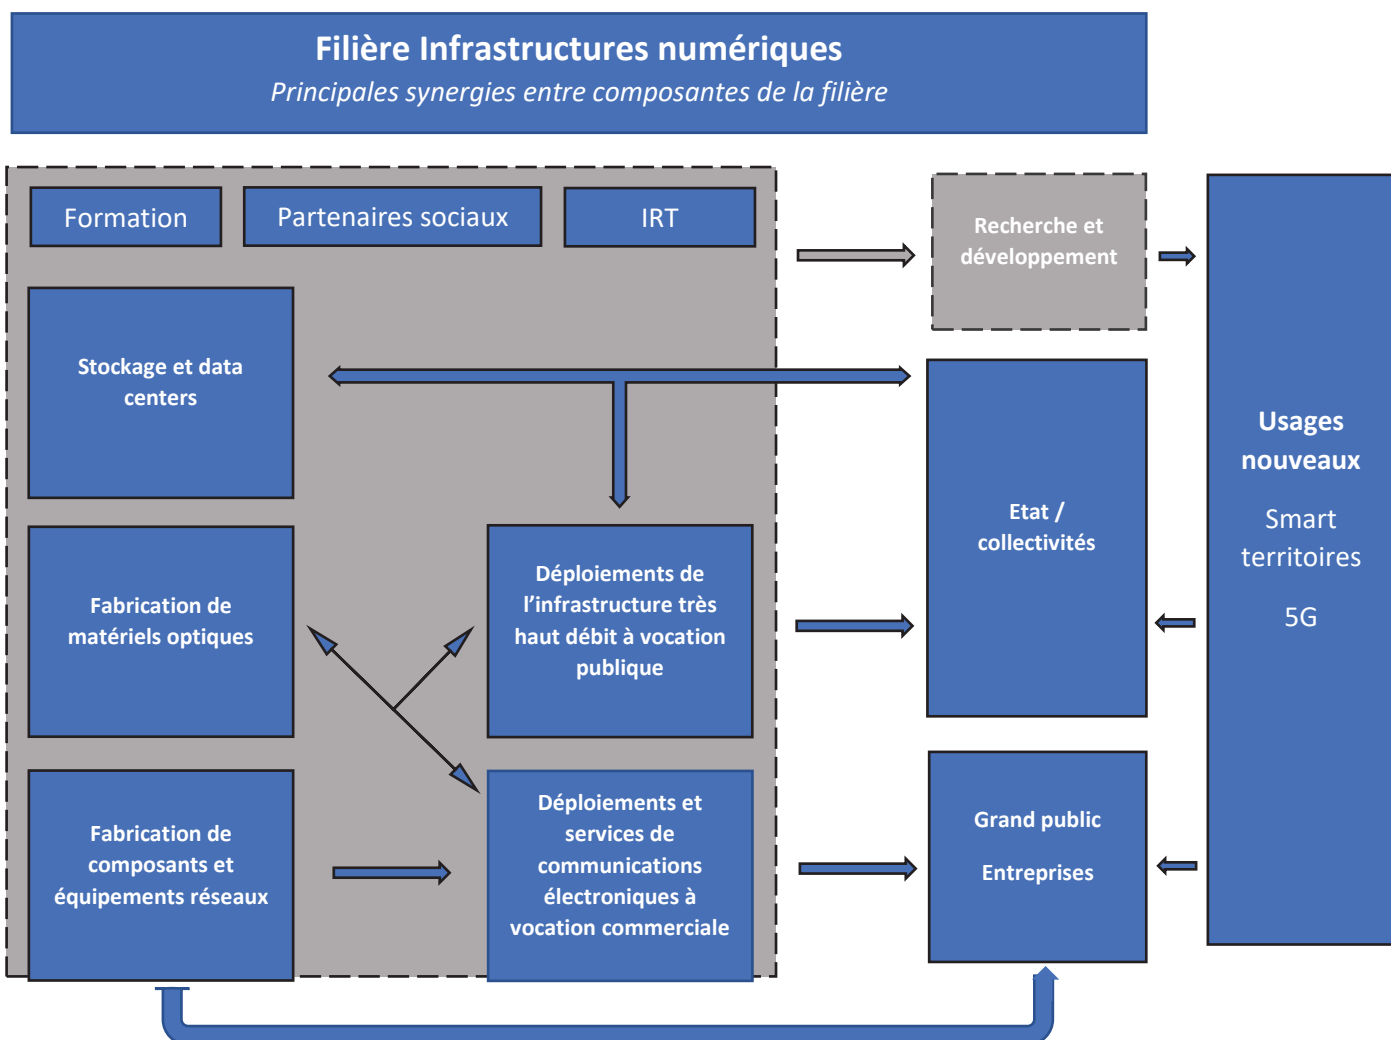 Filière Infrastructures numériques
Principales synergies entre composantes de la filière
Formation
Partenaires sociaux
IRT
Recherche et
développement
Stockage et data
centers
Etat /
collectivités
Usages
nouveaux
Smart
territoires
5G
Fabrication de
matériels optiques
Déploiements de
l’infrastructure très
haut débit à vocation
publique
Fabrication de
composants et
équipements réseaux
Déploiements et
services de
communications
électroniques à
vocation commerciale
Grand public
Entreprises